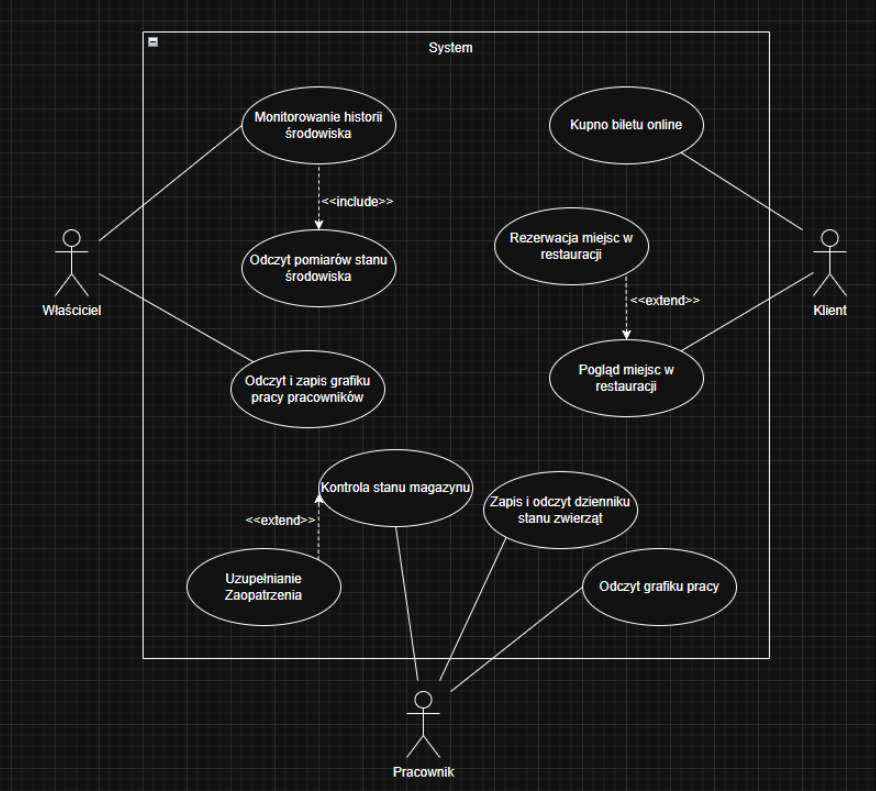 System
Monitorowanie historii
środowiska
Kupno biletu online
<<include>>
Rezerwacja miejsc w
restauracji
Odczyt pomiarów stanu
środowiska
<<extend>>
Właściciel
Klient
Pogląd miejsc w
restauracji
Odczyt i zapis grafiku
pracy pracowników
Kontrola stanu magazynu
Zapis i odczyt dzienniku
stanu zwierząt
<<extend>>
Uzupełnianie
Zaopatrzenia
Odczyt grafiku pracy
Pracownik